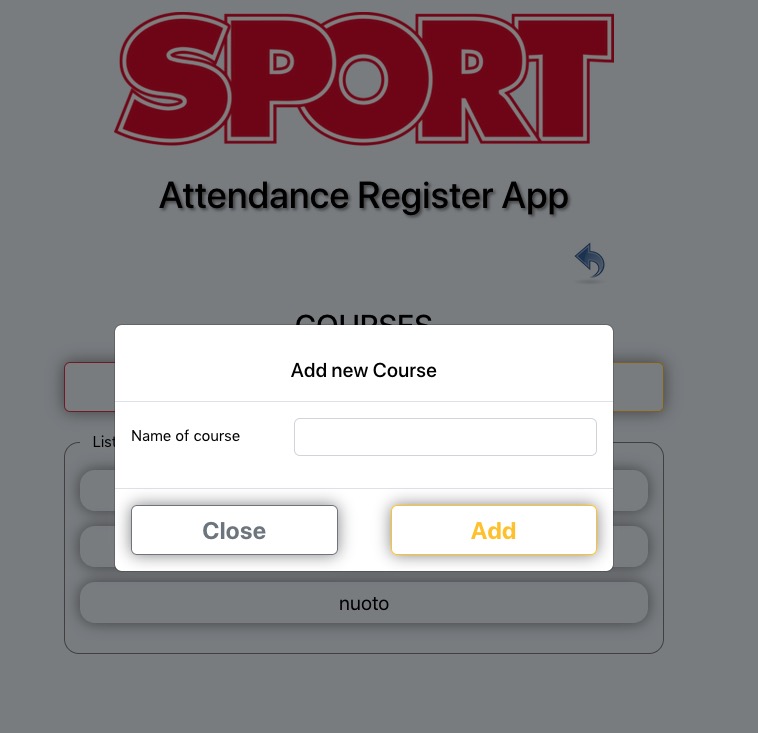 SPORT
Attendance Register App
COURSES
Add new Course
List
Name of course
Close
Add
nuoto